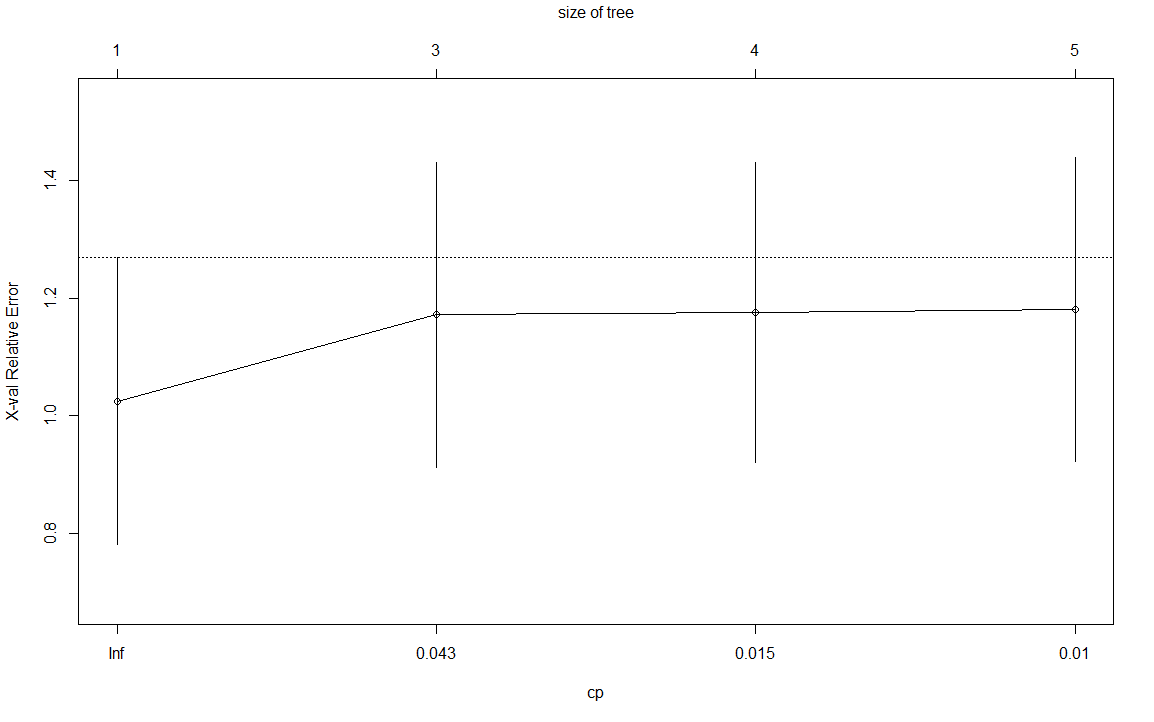 size of tree
1 3 4 5
1.4
1.2
1.0
0.8
X-val Relative Error
Inf 0.043 0.015 0.01
cp